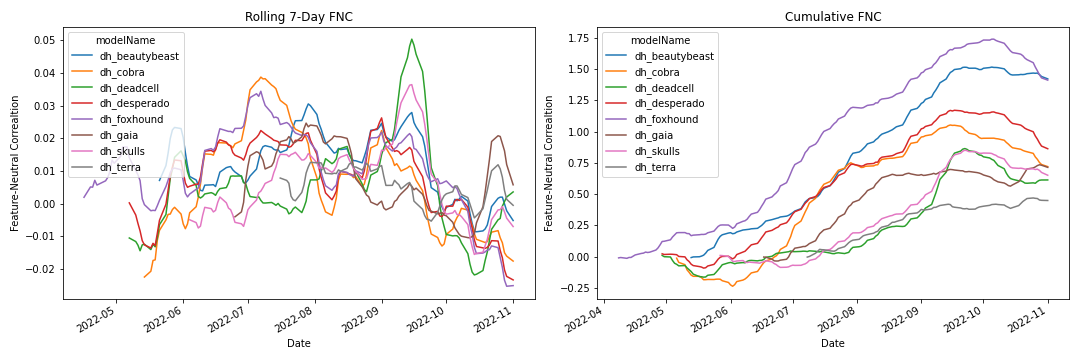 Rolling 7-Day FNC
Feature-Neutral Corrrealtion
0.05
0.04
0.03
0.02
0.01
0.00
−0.01
−0.02
modelName
dh_beautybeast
dh_cobra
dh_deadcell
dh_desperado
dh_foxhound
dh_gaia
dh_skulls
dh_terra
2022-05
2022-06
2022-07
2022-08
2022-09
2022-10
2022-11
Date
Cumulative FNC
Feature-Neutral Corrrealtion
1.75
1.50
1.25
1.00
0.75
0.50
0.25
0.00
−0.25
modelName
dh_beautybeast
dh_cobra
dh_deadcell
dh_desperado
dh_foxhound
dh_gaia
dh_skulls
dh_terra
2022-04
2022-05
2022-06
2022-07
2022-08
2022-09
2022-10
2022-11
Date